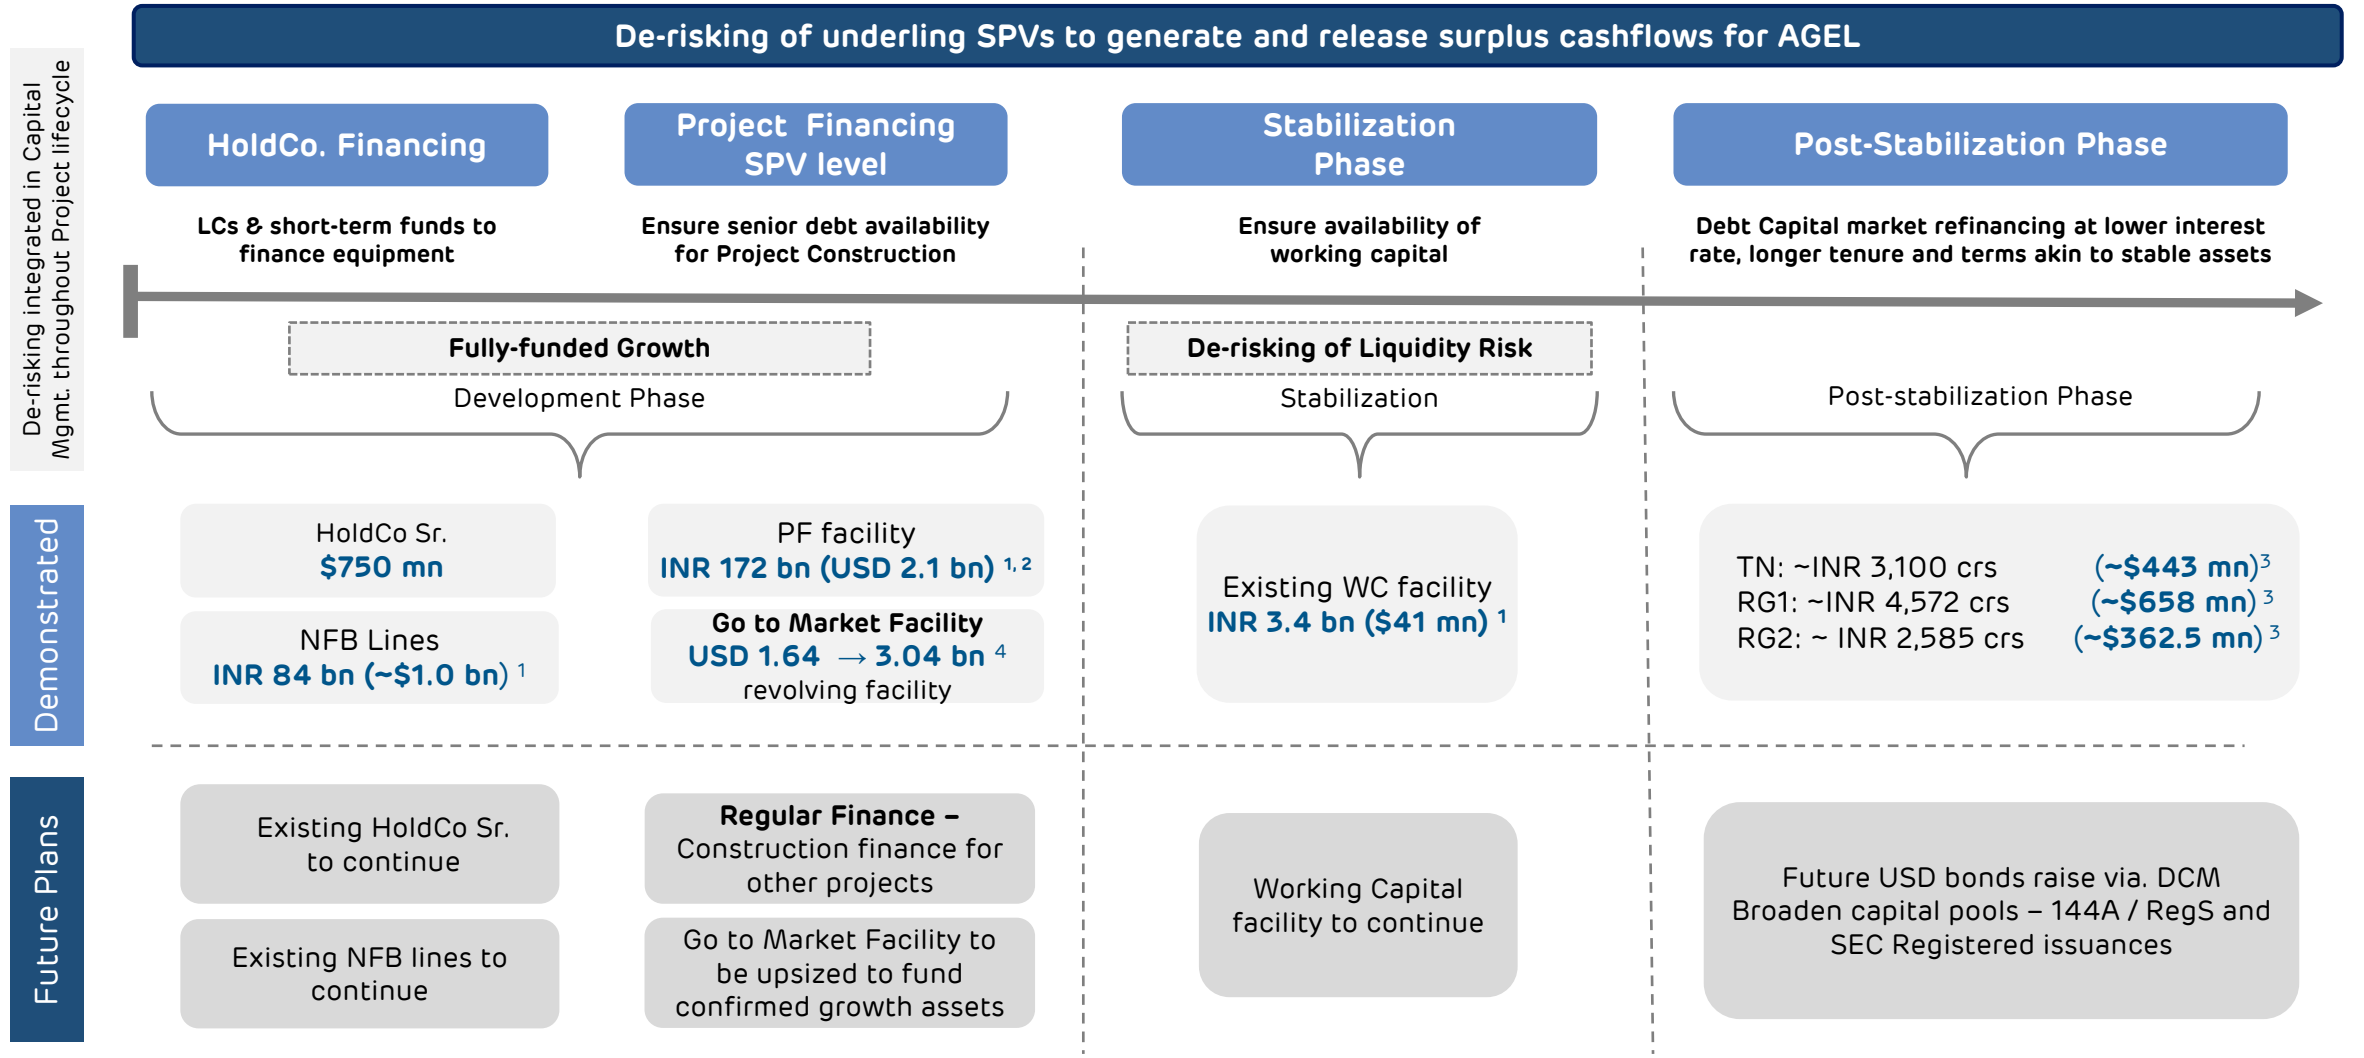 De-risking of underling SPVs to generate and release surplus cashflows for AGEL
De-risking integrated in Capital
Mgmt. throughout Project lifecycle
HoldCo. Financing
Project Financing
SPV level
Stabilization
Phase
Post-Stabilization Phase
LCs & short-term funds to
finance equipment
Ensure senior debt availability
for Project Construction
Ensure availability of
working capital
Debt Capital market refinancing at lower interest
rate, longer tenure and terms akin to stable assets
Fully-funded Growth
De-risking of Liquidity Risk
Development Phase
Stabilization
Post-stabilization Phase
Demonstrated
HoldCo Sr.
$750 mn
NFB Lines
INR 84 bn (~$1.0 bn) 1
PF facility
INR 172 bn (USD 2.1 bn) 1, 2
Go to Market Facility
USD 1.64 → 3.04 bn 4
revolving facility
Existing WC facility
INR 3.4 bn ($41 mn) 1
TN: ~INR 3,100 crs (~$443 mn)3
RG1: ~INR 4,572 crs (~$658 mn) 3
RG2: ~ INR 2,585 crs (~$362.5 mn) 3
Future Plans
Existing HoldCo Sr.
to continue
Existing NFB lines to
continue
Regular Finance –
Construction finance for
other projects
Go to Market Facility to
be upsized to fund
confirmed growth assets
Working Capital
facility to continue
Future USD bonds raise via. DCM
Broaden capital pools – 144A / RegS and
SEC Registered issuances